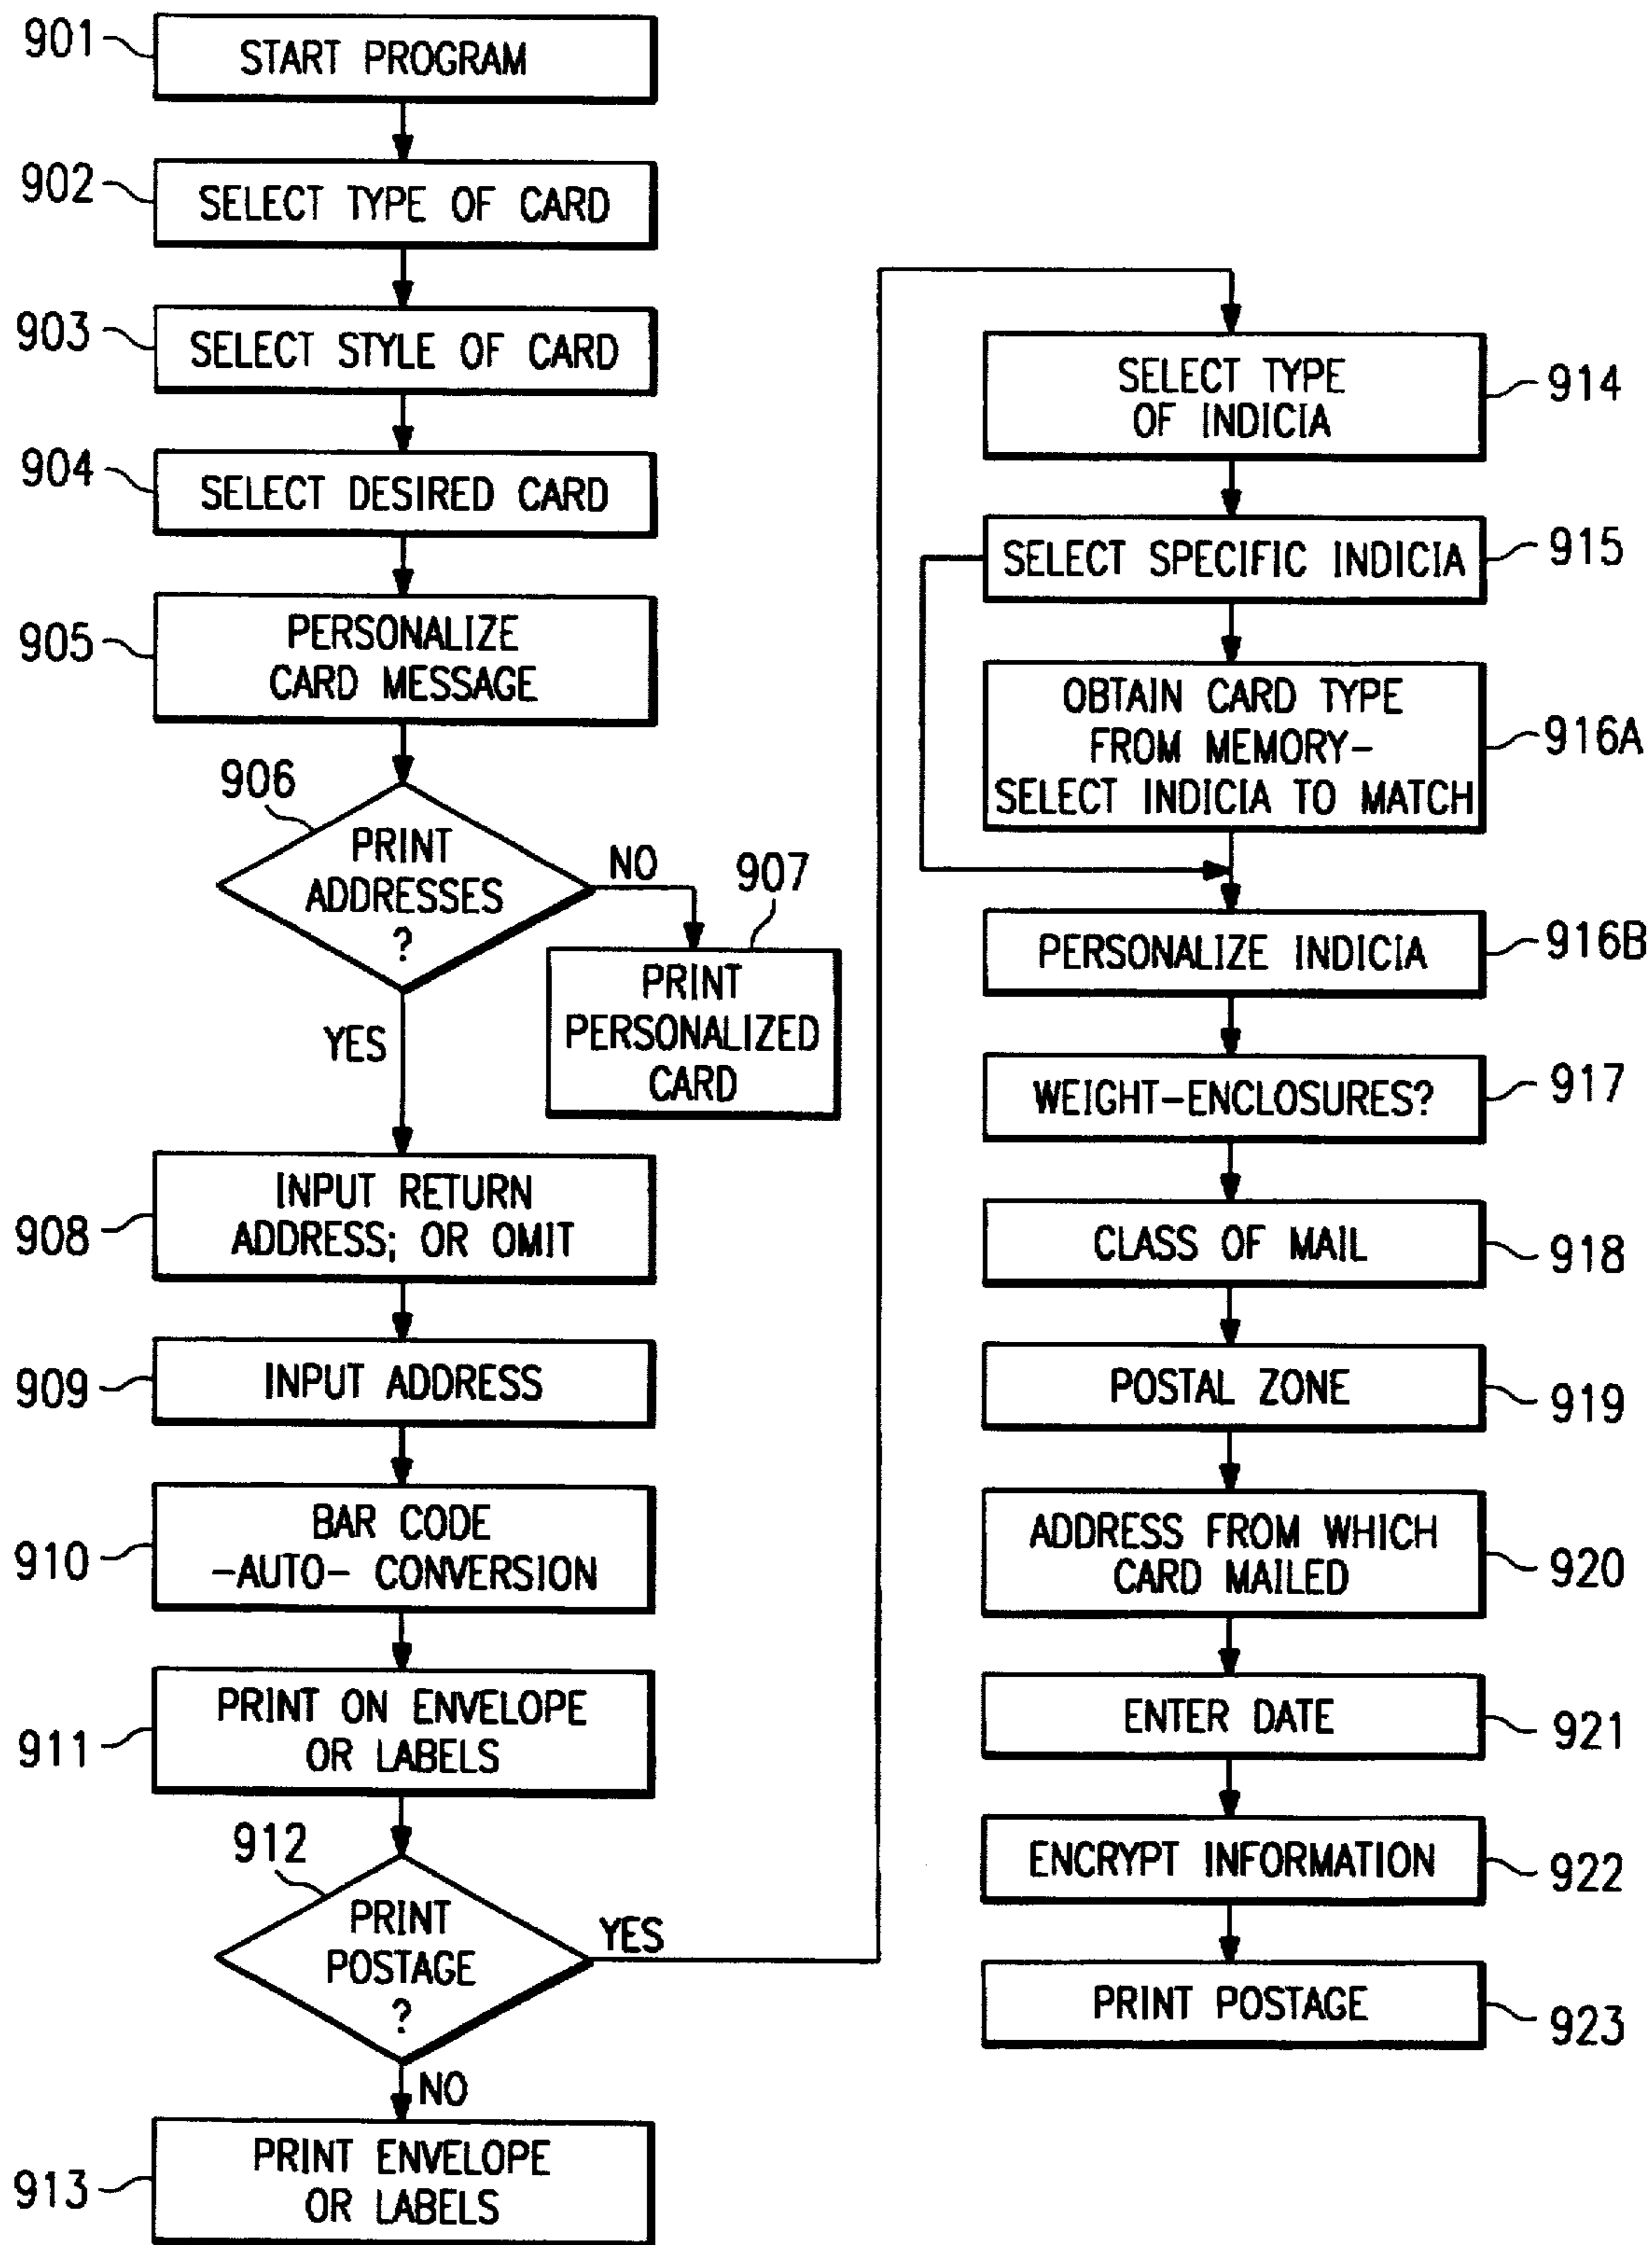 901
START PROGRAM
902
SELECT TYPE OF CARD
903
SELECT STYLE OF CARD
904
SELECT DESIRED CARD
905
PERSONALIZE
CARD MESSAGE
906
PRINT
ADDRESSES
?
NO
907
PRINT
PERSONALIZED
CARD
YES
908
INPUT RETURN
ADDRESS; OR OMIT
909
INPUT ADDRESS
910
BAR CODE
-AUTO- CONVERSION
911
PRINT ON ENVELOPE
OR LABELS
912
PRINT
POSTAGE
?
YES
NO
913
PRINT ENVELOPE
OR LABELS
SELECT TYPE
OF INDICIA
914
SELECT SPECIFIC INDICIA
915
OBTAIN CARD TYPE
FROM MEMORY-
SELECT INDICIA TO MATCH
916A
PERSONALIZE INDICIA
916B
WEIGHT-ENCLOSURES?
917
CLASS OF MAIL
918
POSTAL ZONE
919
ADDRESS FROM WHICH
CARD MAILED
920
ENTER DATE
921
ENCRYPT INFORMATION
922
PRINT POSTAGE
923